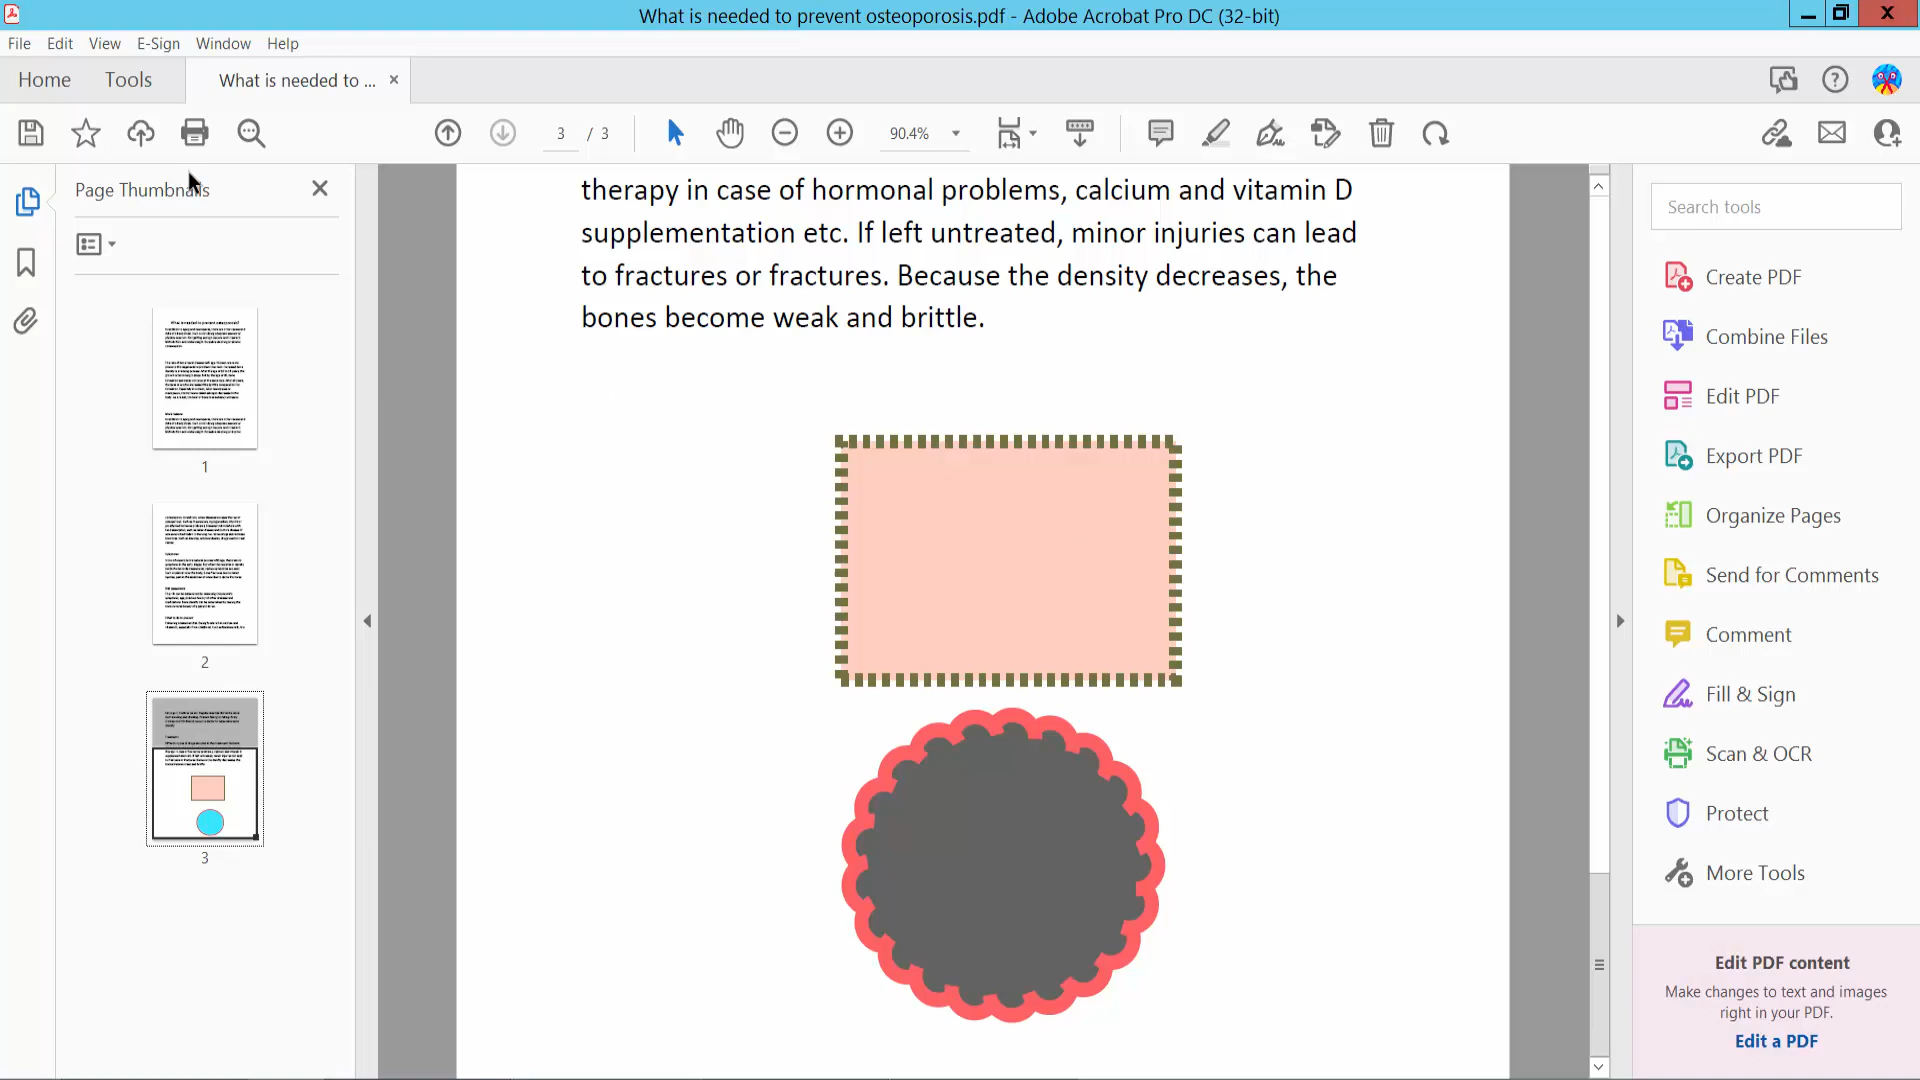 What is needed to prevent osteoporosis.pdf - Adobe Acrobat Pro DC (32-bit)
File Edit View E-Sign Window Help
Home Tools What is needed to ...
3 / 3 90.4%
Page Thumbnails
1
2
3
therapy in case of hormonal problems, calcium and vitamin D
supplementation etc. If left untreated, minor injuries can lead
to fractures or fractures. Because the density decreases, the
bones become weak and brittle.
Search tools
Create PDF
Combine Files
Edit PDF
Export PDF
Organize Pages
Send for Comments
Comment
Fill & Sign
Scan & OCR
Protect
More Tools
Edit PDF content
Make changes to text and images
right in your PDF.
Edit a PDF